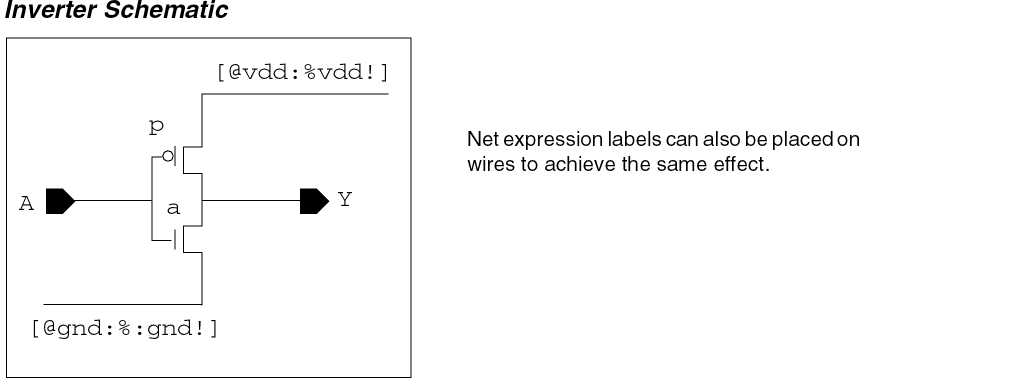 Inverter Schematic
[@vdd:%vdd!]
p
A
a
Y
[@gnd:%:gnd!]
Net expression labels can also be placed on
wires to achieve the same effect.